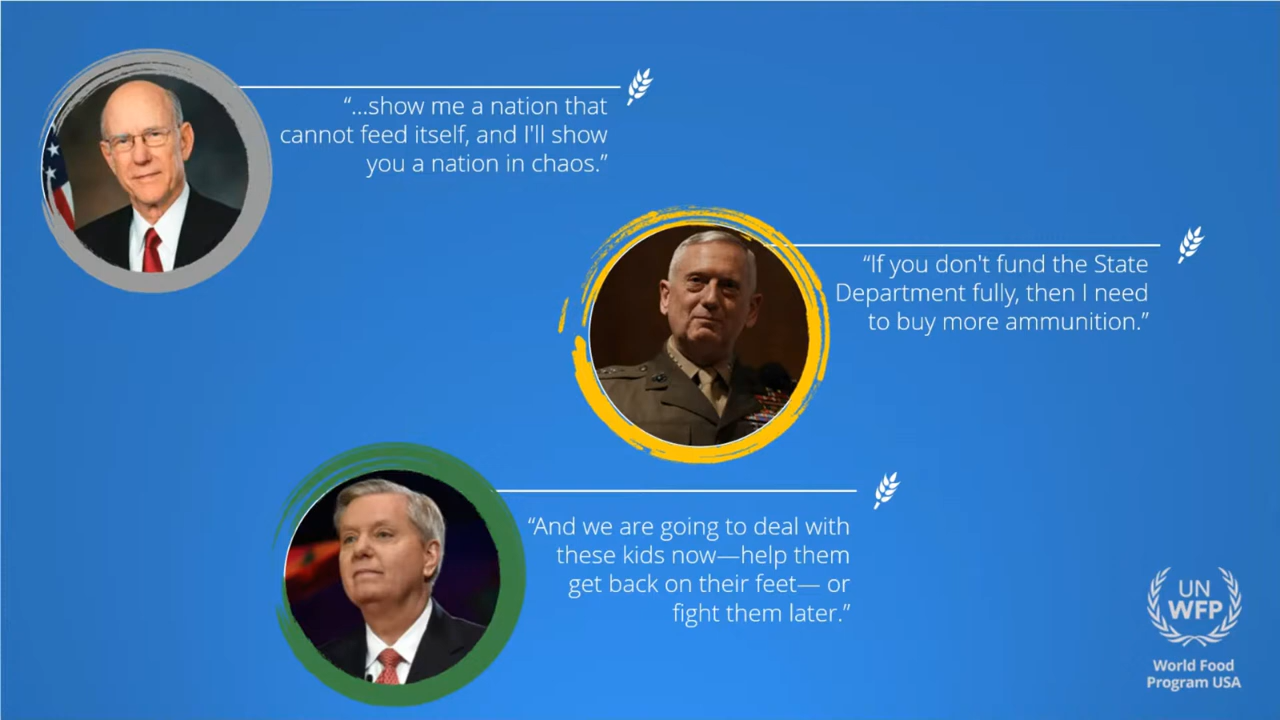 “...show me a nation that
cannot feed itself, and I'll show
you a nation in chaos.”
“If you don't fund the State
Department fully, then I need
to buy more ammunition.”
“And we are going to deal with
these kids now—help them
get back on their feet— or
fight them later.”
UN
WFP
World Food
Program USA